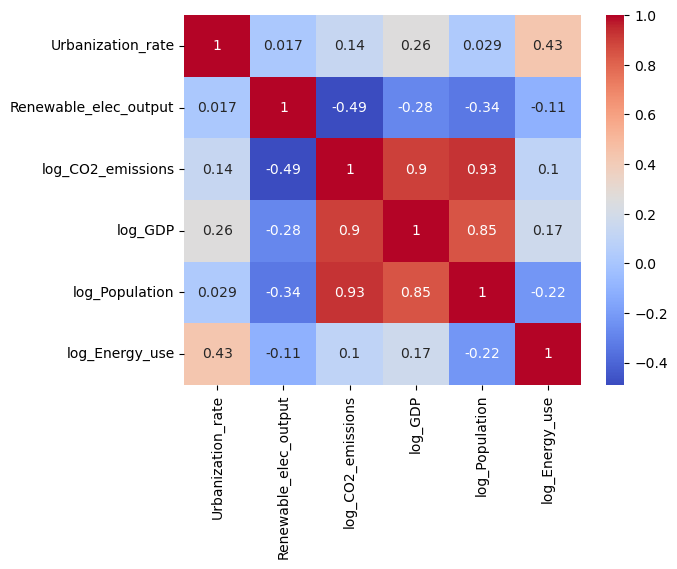 Urbanization_rate 1 0.017 0.14 0.26 0.029 0.43
Renewable_elec_output 0.017 1 -0.49 -0.28 -0.34 -0.11
log_CO2_emissions 0.14 -0.49 1 0.9 0.93 0.1
log_GDP 0.26 -0.28 0.9 1 0.85 0.17
log_Population 0.029 -0.34 0.93 0.85 1 -0.22
log_Energy_use 0.43 -0.11 0.1 0.17 -0.22 1
Urbanization_rate
Renewable_elec_output
log_CO2_emissions
log_GDP
log_Population
log_Energy_use
1.0
0.8
0.6
0.4
0.2
0.0
−0.2
−0.4